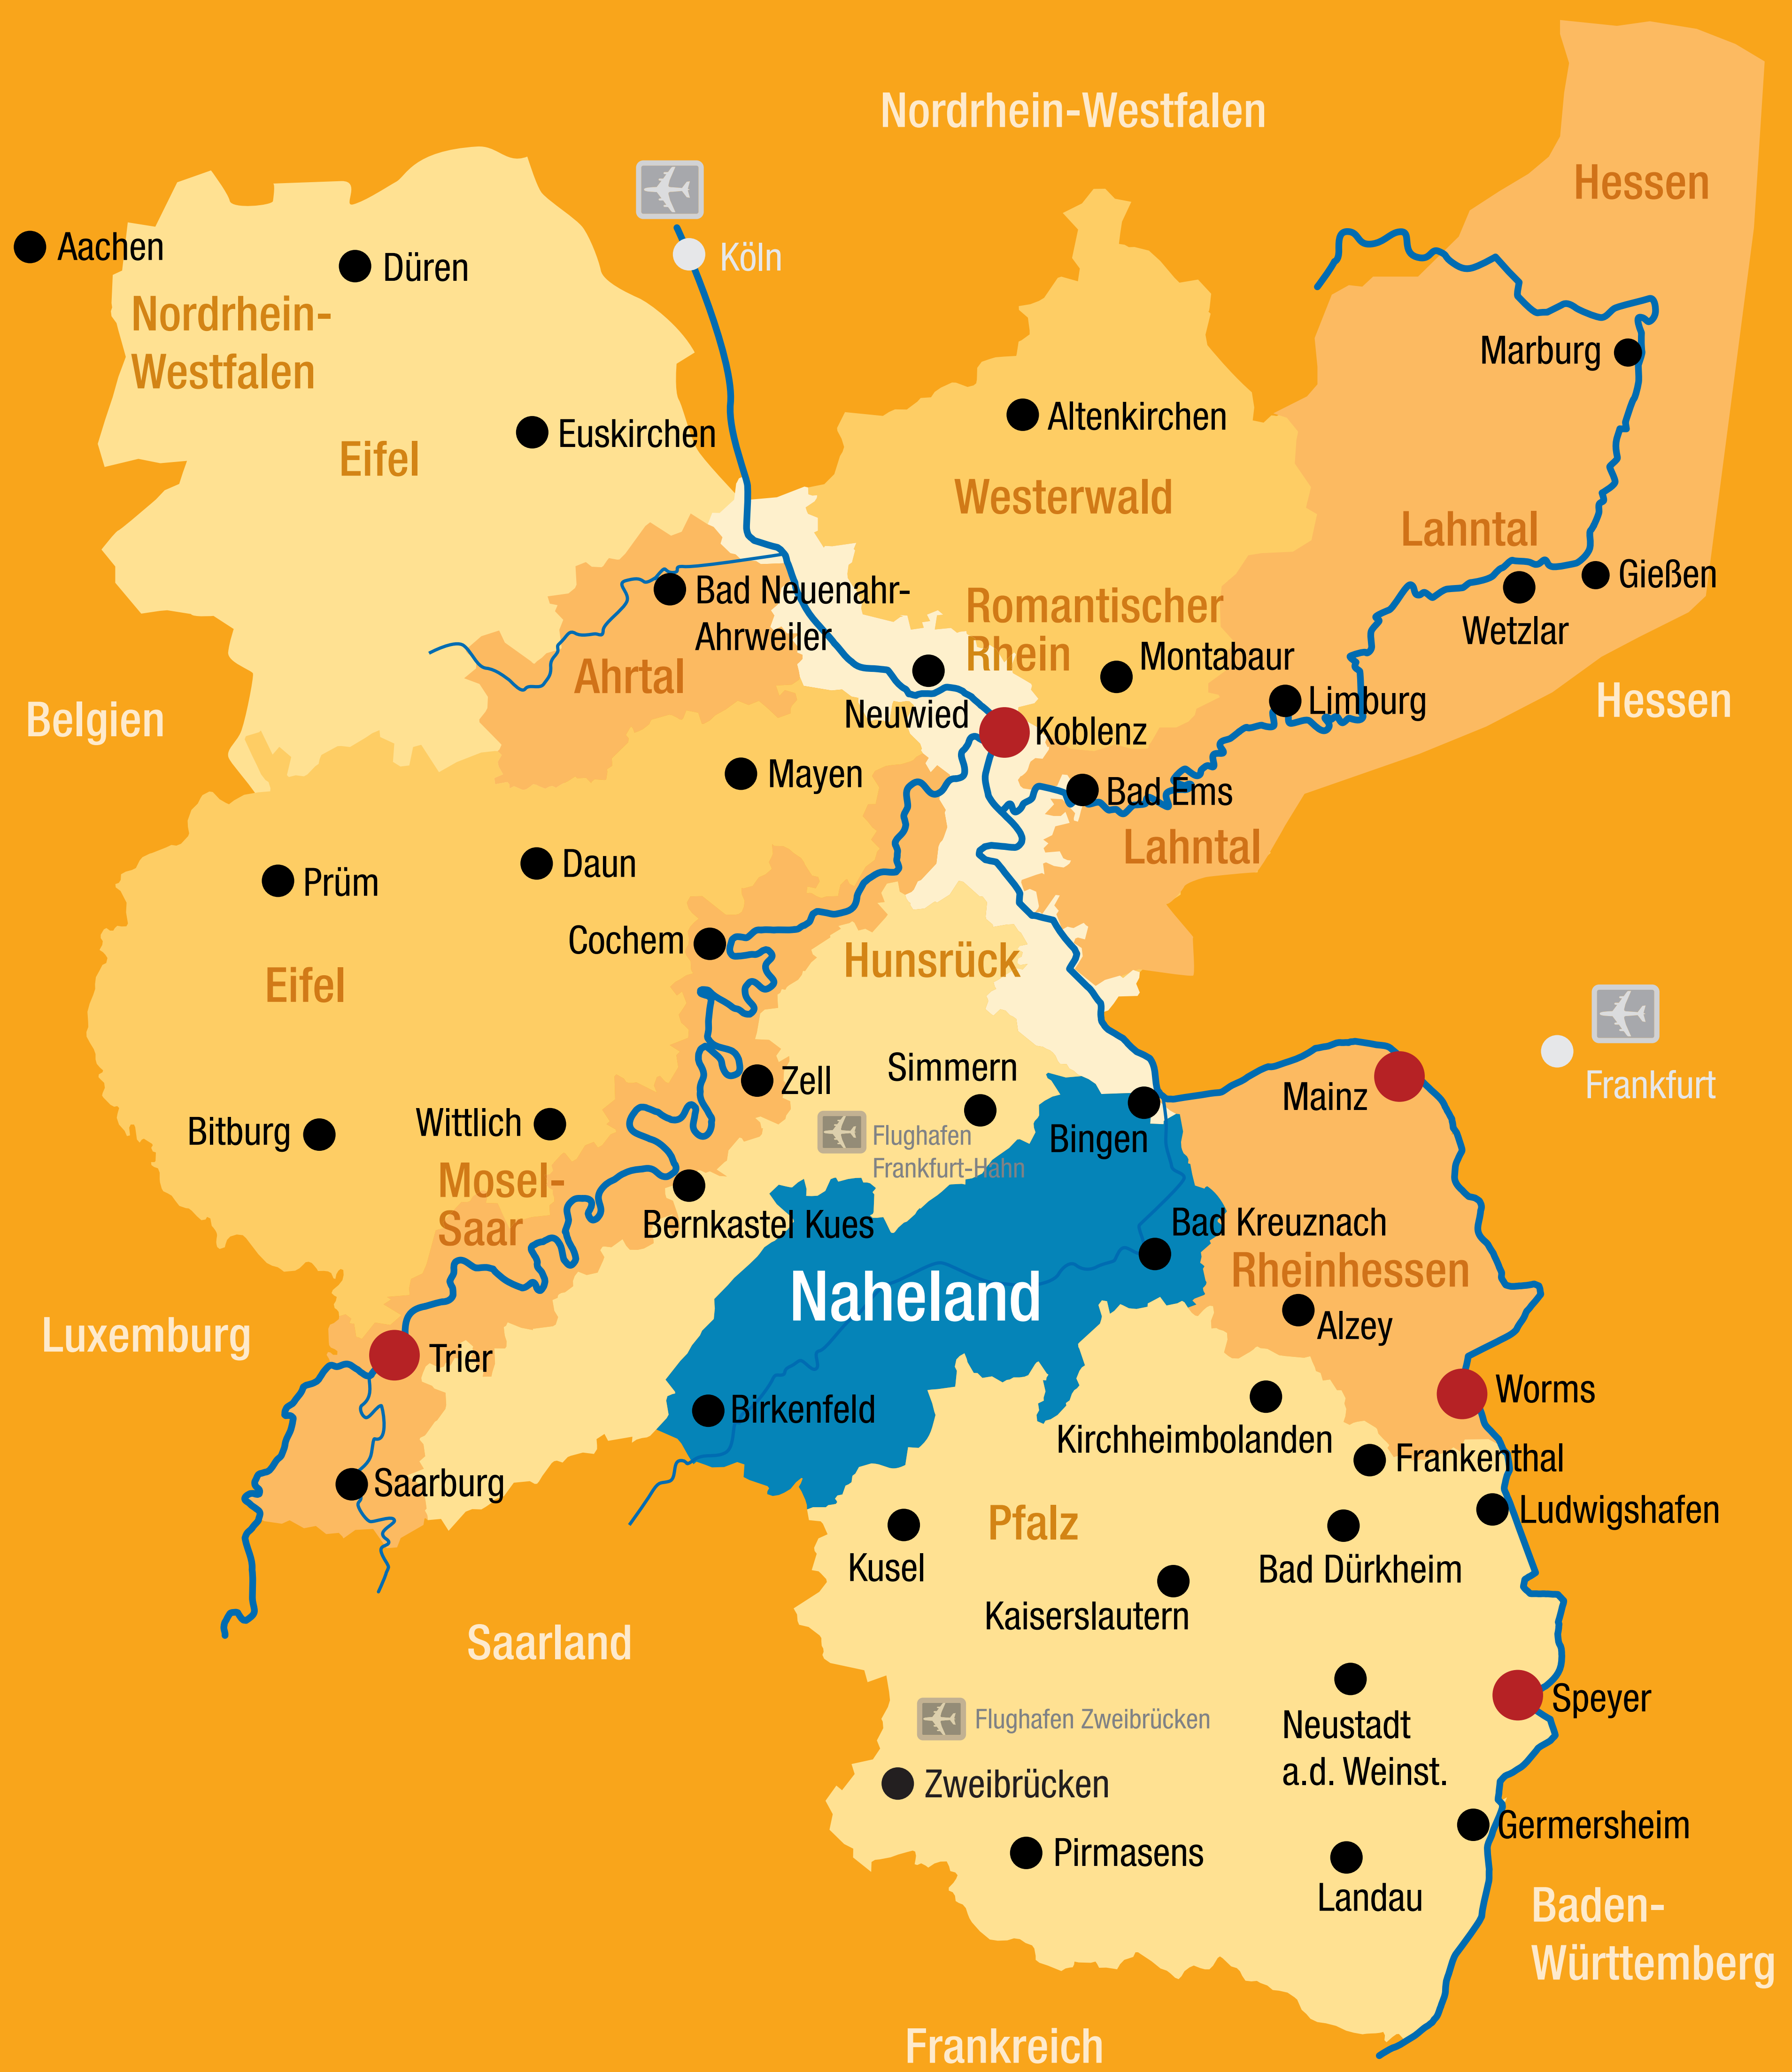 Nordrhein-Westfalen
Hessen
Aachen
Düren
Köln
Nordrhein-
Westfalen
Marburg
Altenkirchen
Euskirchen
Eifel
Westerwald
Lahntal
Gießen
Bad Neuenahr-
Ahrweiler
Romantischer
Rhein
Wetzlar
Montabaur
Ahrtal
Limburg
Hessen
Belgien
Neuwied
Koblenz
Mayen
Bad Ems
Lahntal
Daun
Prüm
Cochem
Hunsrück
Eifel
Simmern
Zell
Frankfurt
Mainz
Wittlich
Bitburg
Flughafen
Frankfurt-Hahn
Bingen
Mosel-
Saar
Bernkastel Kues
Bad Kreuznach
Rheinhessen
Naheland
Alzey
Luxemburg
Trier
Worms
Birkenfeld
Kirchheimbolanden
Frankenthal
Saarburg
Ludwigshafen
Pfalz
Kusel
Bad Dürkheim
Kaiserslautern
Saarland
Speyer
Flughafen Zweibrücken
Neustadt
a.d. Weinst.
Zweibrücken
Germersheim
Pirmasens
Landau
Baden-
Württemberg
Frankreich